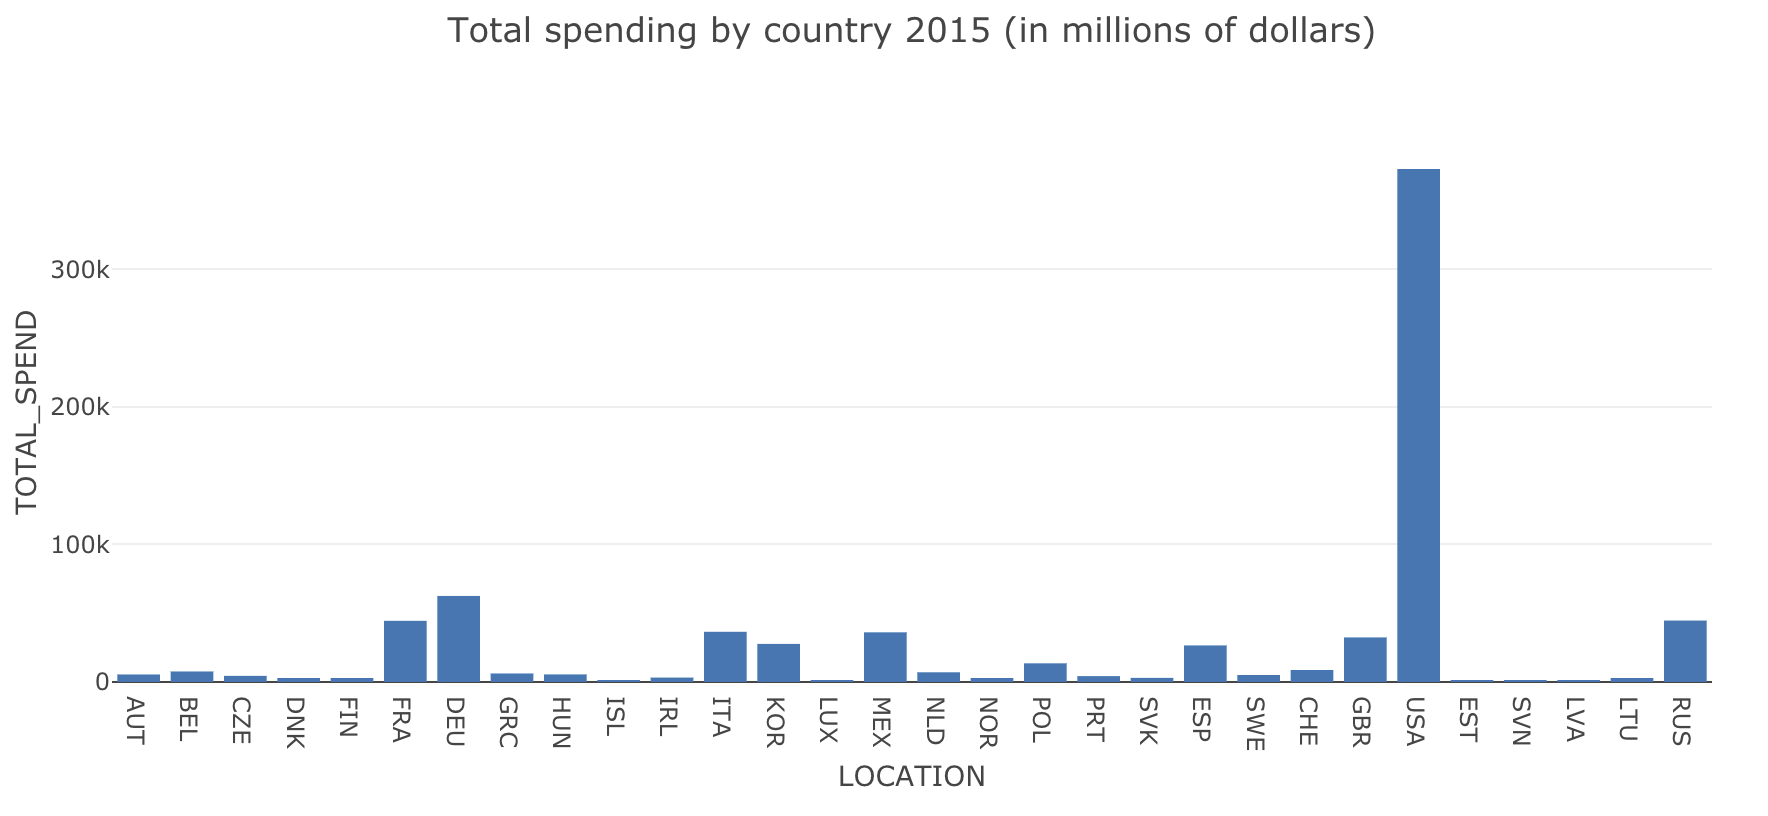 Total spending by country 2015 (in millions of dollars)
TOTAL_SPEND
300k
200k
100k
0
AUT
BEL
CZE
DNK
FIN
FRA
DEU
GRC
HUN
ISL
IRL
ITA
KOR
LUX
MEX
NLD
NOR
POL
PRT
SVK
ESP
SWE
CHE
GBR
USA
EST
SVN
LVA
LTU
RUS
LOCATION